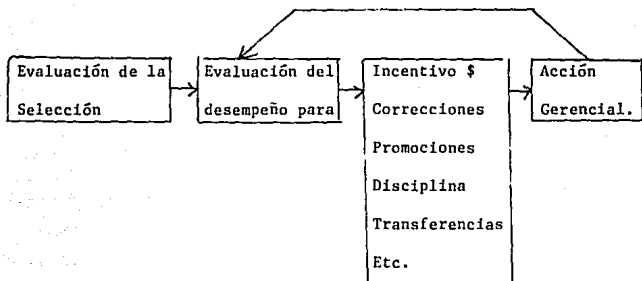 Evaluación de la
Selección
Evaluación del
desempeño para
Incentivo $
Correcciones
Promociones
Disciplina
Transferencias
Etc.
Acción
Gerencial.